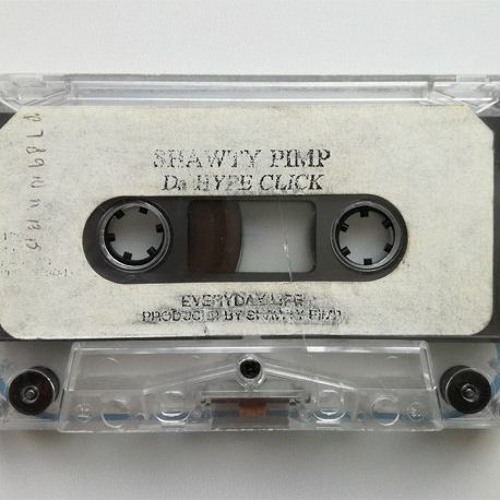 SHAWTY PIMP
Da HYPE CLICK
EVERYDAY LIFE
PRODUCED BY SHAWTY PIMP